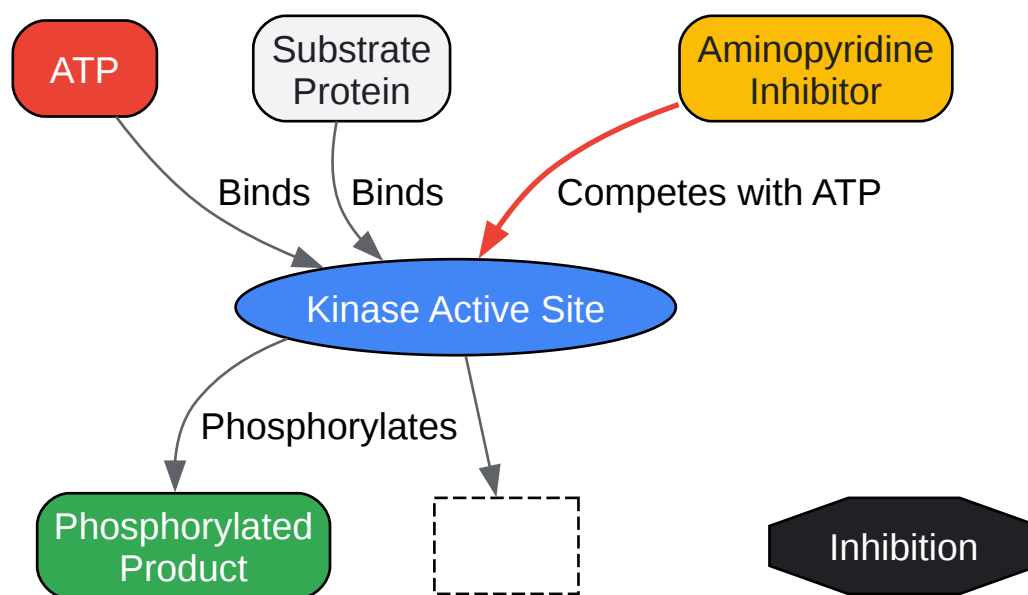 ATP
Substrate
Protein
Aminopyridine
Inhibitor
Binds
Binds
Competes with ATP
Kinase Active Site
Phosphorylates
Phosphorylated
Product
Inhibition